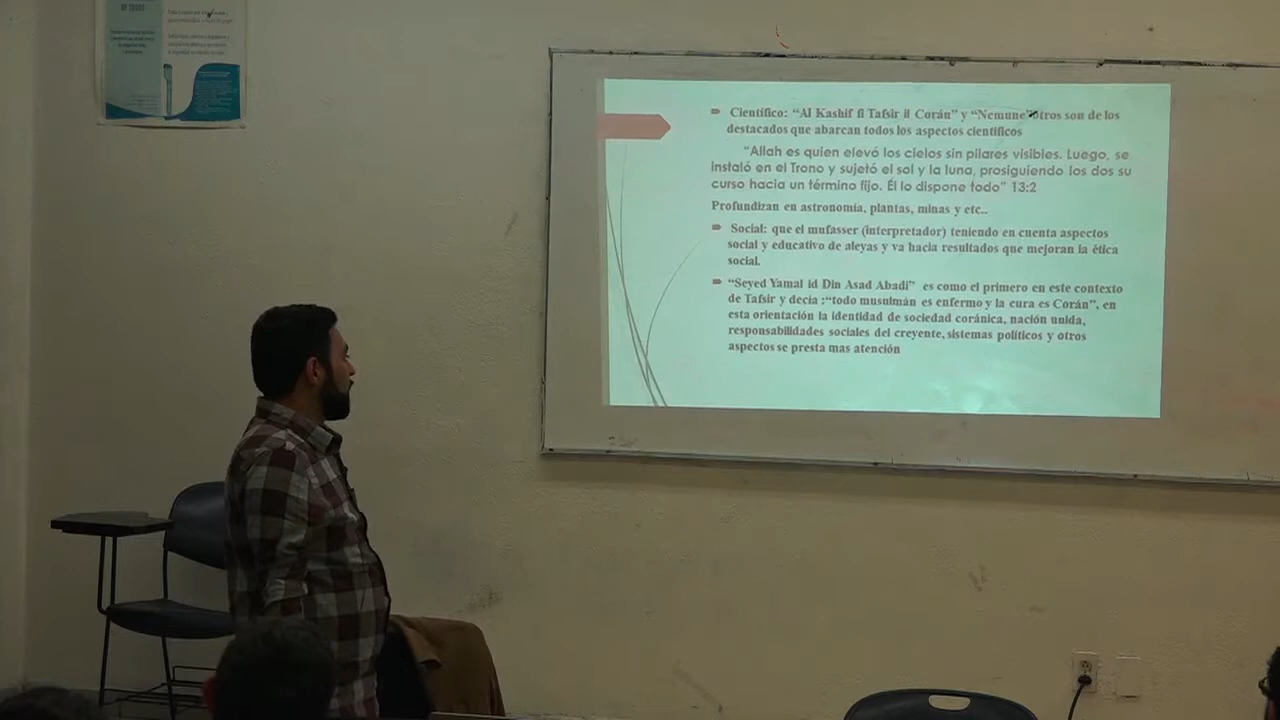 DE TODOS
Científico: “Al Kashif fi Tafsir il Corán” y “Nemune”otros son de los
destacados que abarcan todos los aspectos científicos
“Allah es quien elevó los cielos sin pilares visibles. Luego, se
instaló en el Trono y sujetó el sol y la luna, prosiguiendo los dos su
curso hacia un término fijo. Él lo dispone todo” 13:2
Profundizan en astronomía, plantas, minas y etc..
Social: que el mufasser (interpretador) teniendo en cuenta aspectos
social y educativo de aleyas y va hacia resultados que mejoran la ética
social.
“Seyed Yamal id Din Asad Abadi” es como el primero en este contexto
de Tafsir y decía :“todo musulmán es enfermo y la cura es Corán”, en
esta orientación la identidad de sociedad coránica, nación unida,
responsabilidades sociales del creyente, sistemas políticos y otros
aspectos se presta mas atención